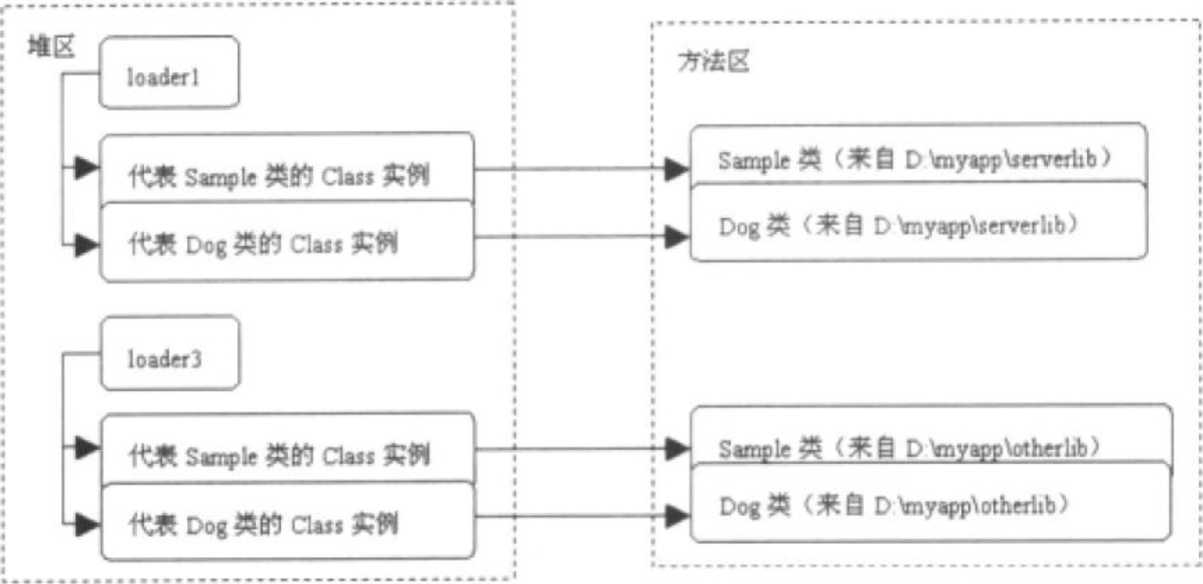 堆区
loader1
代表 Sample 类的 Class 实例
代表 Dog 类的 Class 实例
loader3
代表 Sample 类的 Class 实例
代表 Dog 类的 Class 实例
方法区
Sample 类（来自 D:\myapp\serverlib）
Dog 类（来自 D:\myapp\serverlib）
Sample 类（来自 D:\myapp\otherlib）
Dog 类（来自 D:\myapp\otherlib）